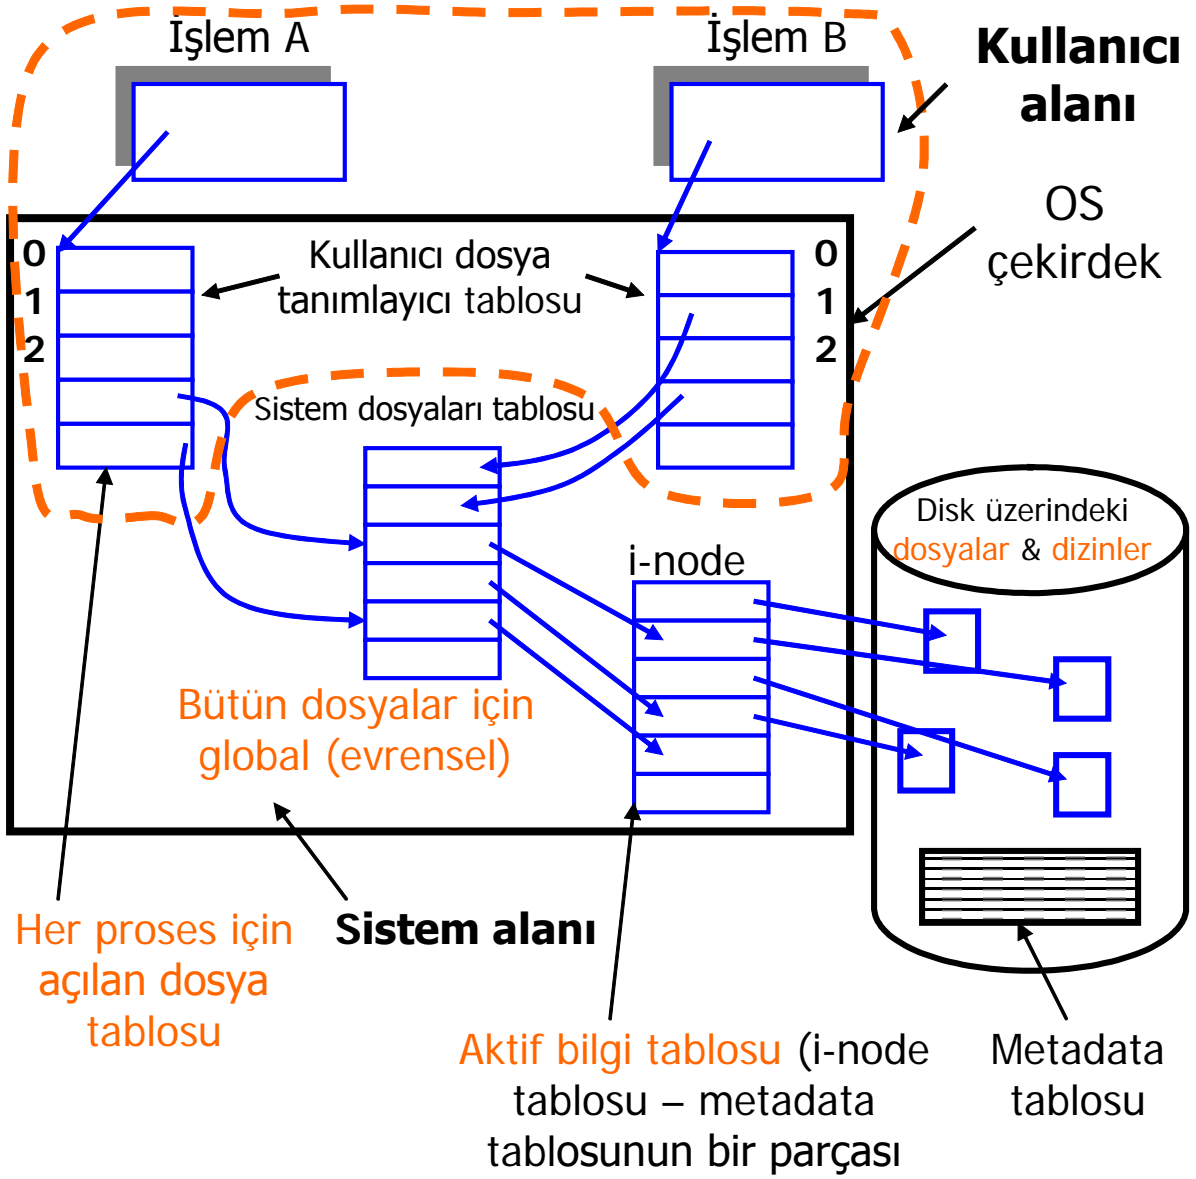 İşlem A
İşlem B
Kullanıcı
alanı
OS
çekirdek
0
1
2
Kullanıcı dosya
tanımlayıcı tablosu
0
1
2
Sistem dosyaları tablosu
i-node
Disk üzerindeki
dosyalar & dizinler
Bütün dosyalar için
global (evrensel)
Her proses için
açılan dosya
tablosu
Sistem alanı
Aktif bilgi tablosu (i-node
tablosu – metadata
tablosunun bir parçası
Metadata
tablosu